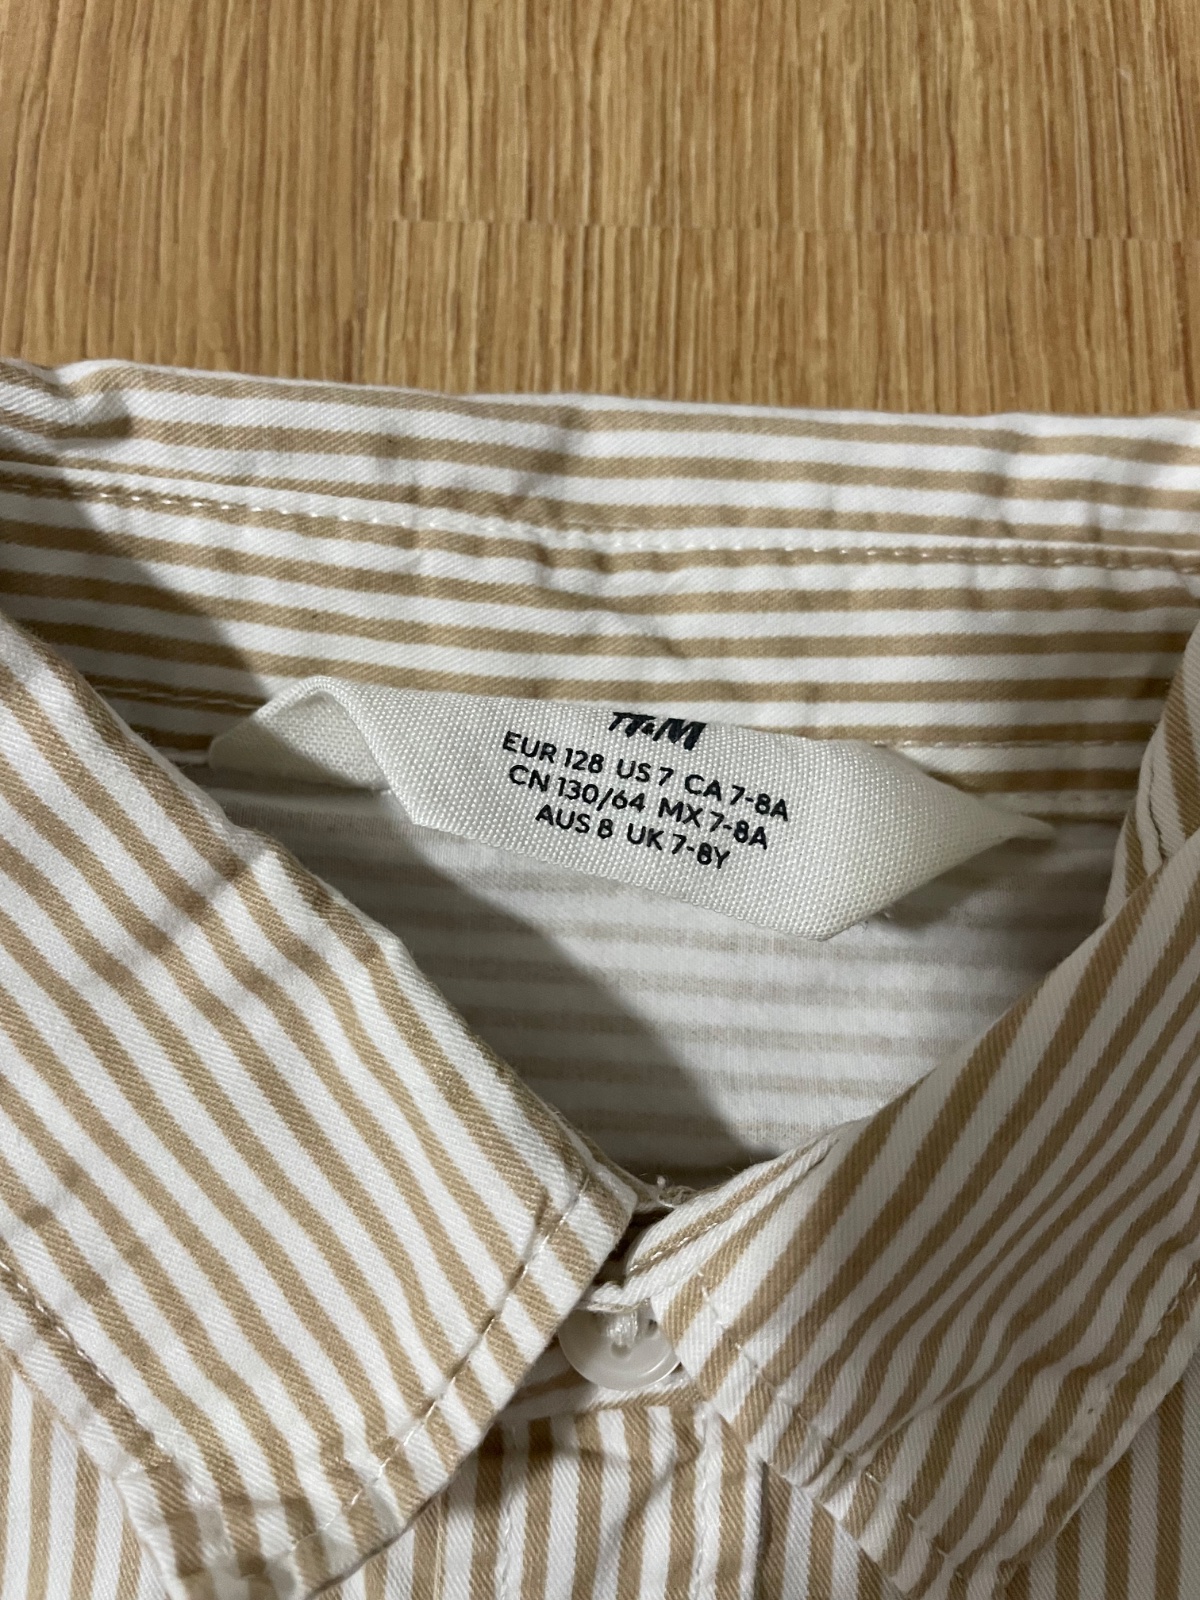 H&M
EUR 128 US 7 CA 7-8A
CN 130/64 MX 7-8A
AUS 8 UK 7-8Y